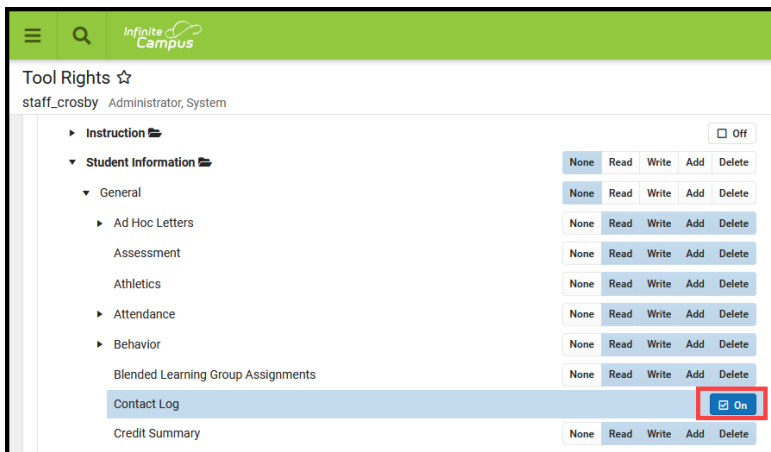 Infinite
Campus
Tool Rights
staff_crosby Administrator, System
Instruction Off
Student Information None Read Write Add Delete
General None Read Write Add Delete
Ad Hoc Letters None Read Write Add Delete
Assessment None Read Write Add Delete
Athletics None Read Write Add Delete
Attendance None Read Write Add Delete
Behavior None Read Write Add Delete
Blended Learning Group Assignments None Read Write Add Delete
Contact Log On
Credit Summary None Read Write Add Delete